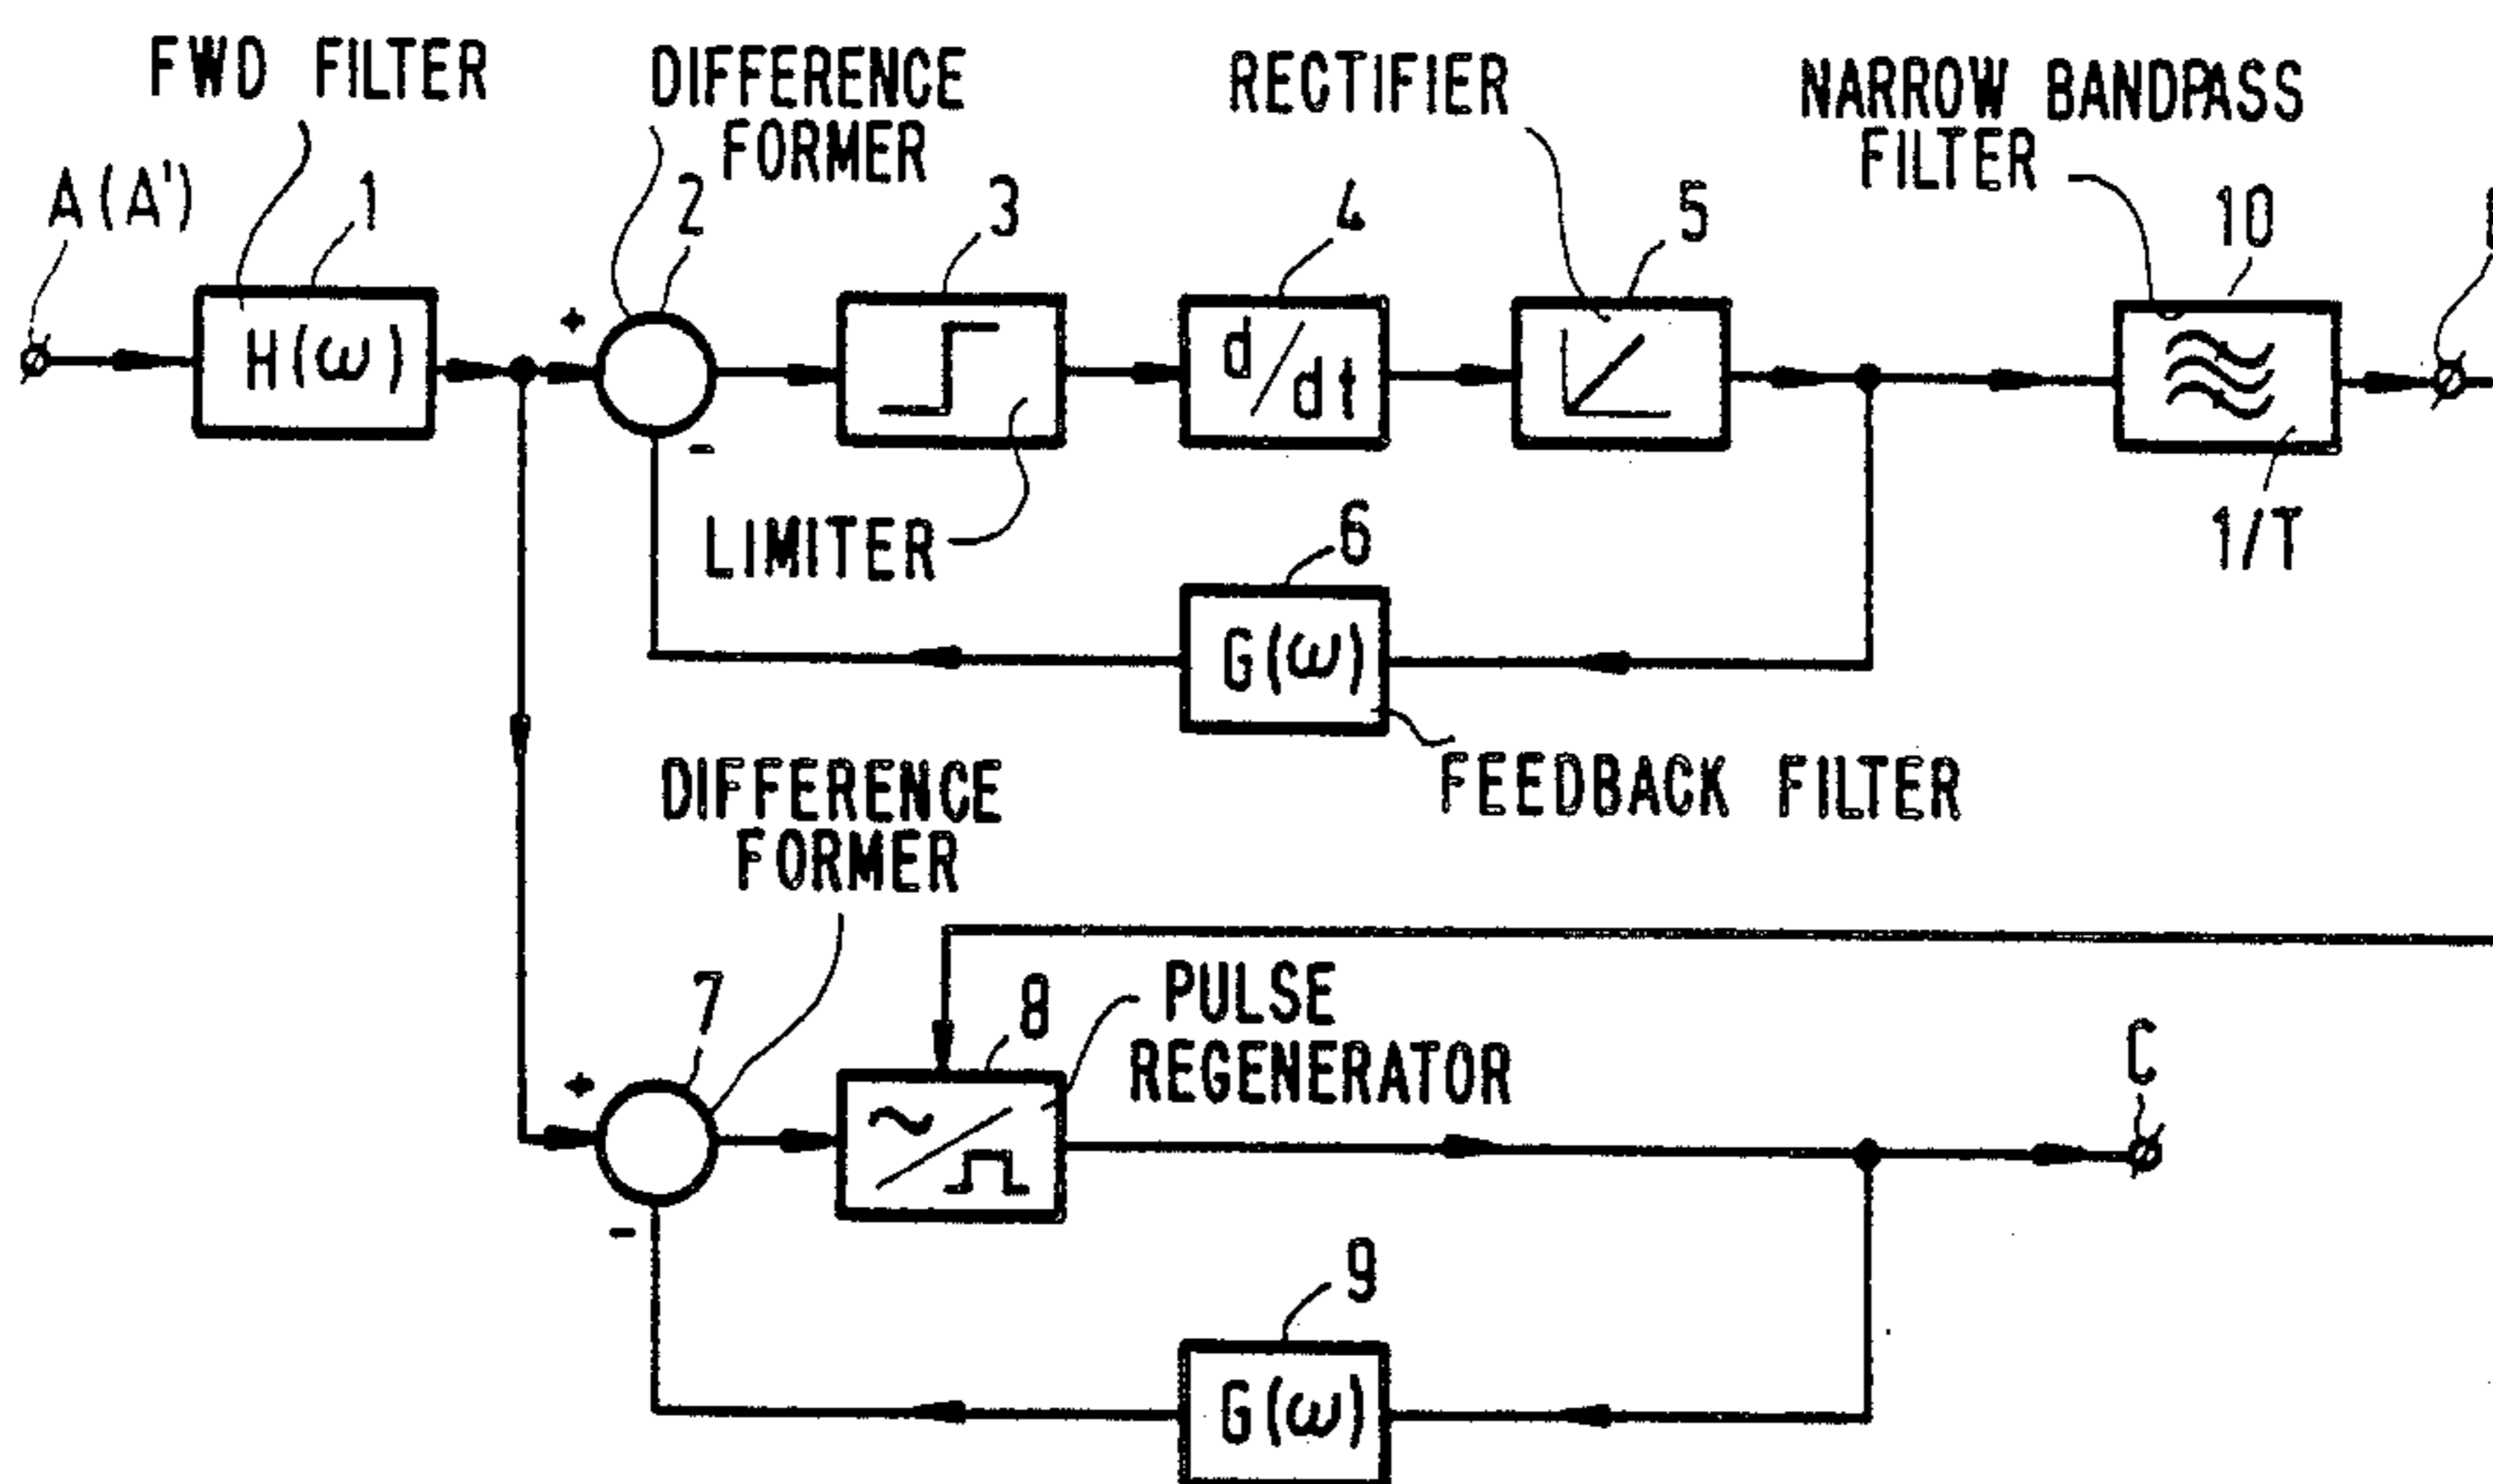 FWD FILTER
DIFFERENCE
FORMER
RECTIFIER
NARROW BANDPASS
FILTER
A(A')
1
2
3
4
5
10
H(ω)
+
-
d/dt
LIMITER
1/T
6
G(ω)
FEEDBACK FILTER
DIFFERENCE
FORMER
7
8
PULSE
REGENERATOR
C
+
-
9
G(ω)